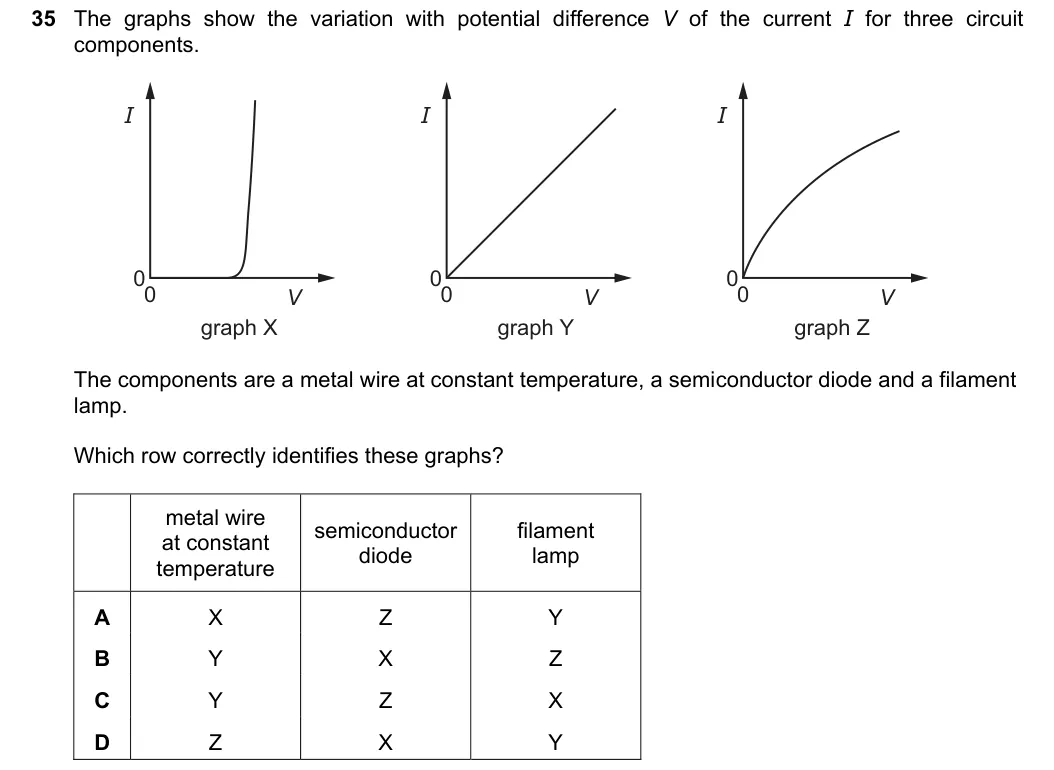 35 The graphs show the variation with potential difference V of the current I for three circuit
components.
I I I
0 0 0
0 V 0 V 0 V
graph X graph Y graph Z
The components are a metal wire at constant temperature, a semiconductor diode and a filament
lamp.
Which row correctly identifies these graphs?
metal wire
at constant
temperature
semiconductor
diode
filament
lamp
A X Z Y
B Y X Z
C Y Z X
D Z X Y